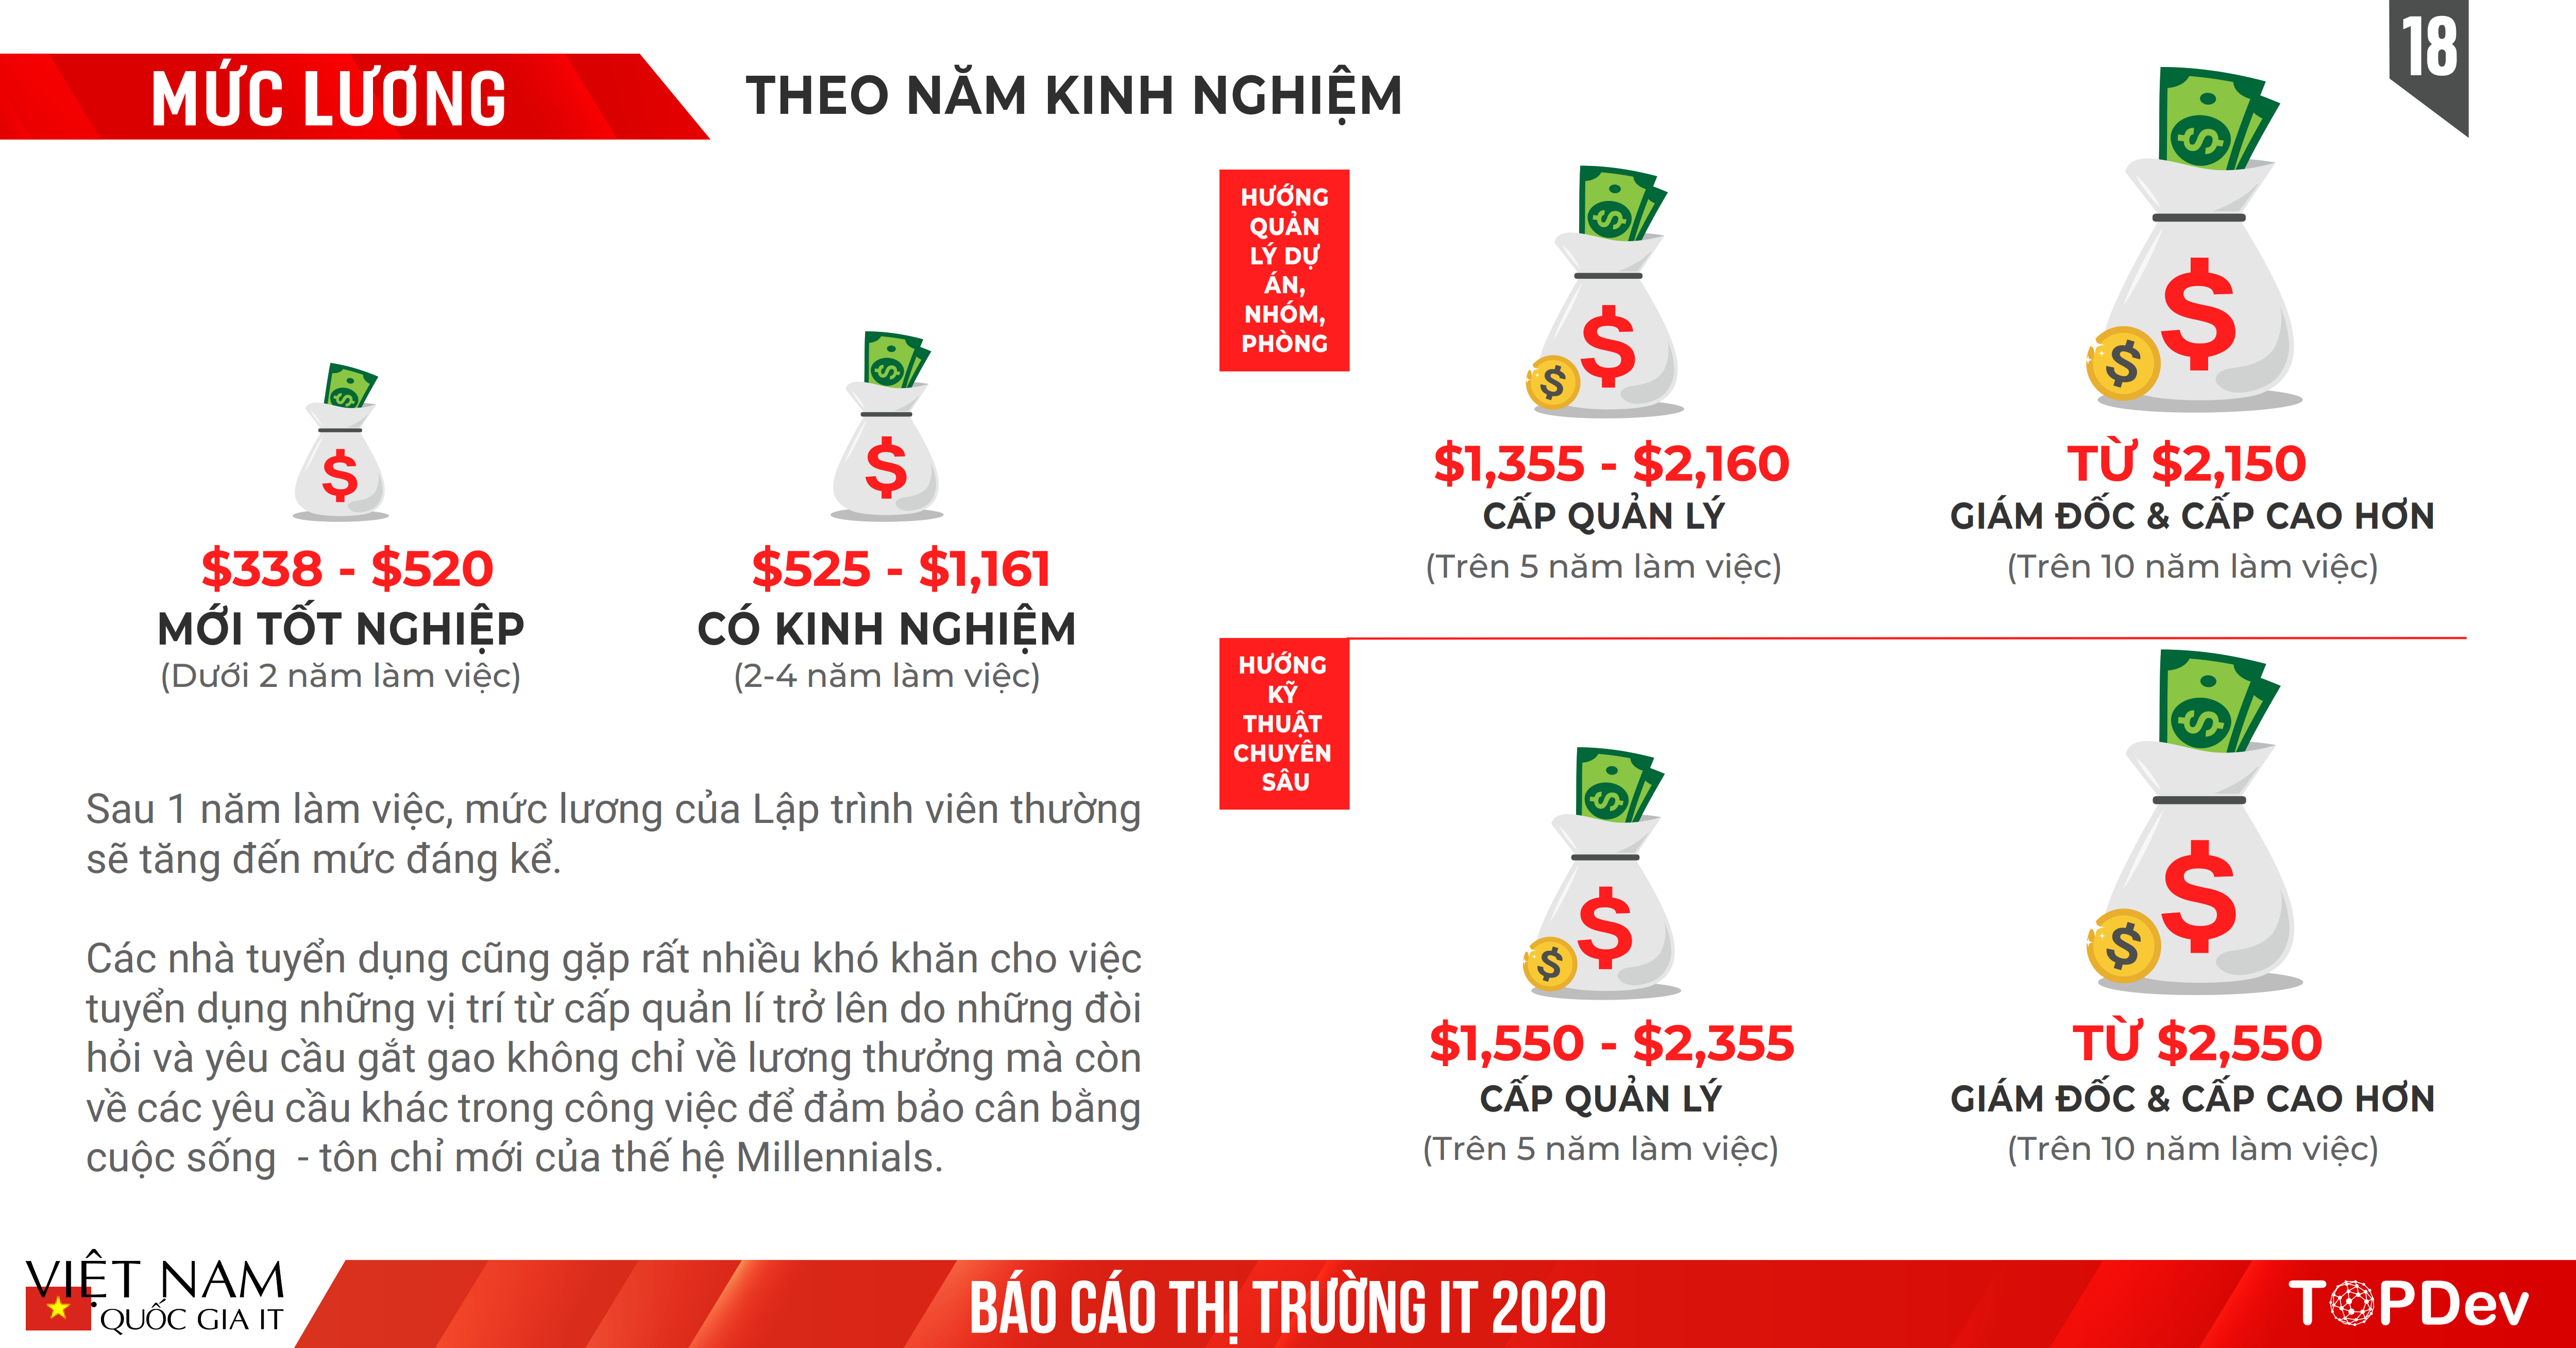 MỨC LƯƠNG
THEO NĂM KINH NGHIỆM
18
$338 - $520
MỚI TỐT NGHIỆP
(Dưới 2 năm làm việc)
$525 - $1,161
CÓ KINH NGHIỆM
(2-4 năm làm việc)
Sau 1 năm làm việc, mức lương của Lập trình viên thường
sẽ tăng đến mức đáng kể.
Các nhà tuyển dụng cũng gặp rất nhiều khó khăn cho việc
tuyển dụng những vị trí từ cấp quản lí trở lên do những đòi
hỏi và yêu cầu gắt gao không chỉ về lương thưởng mà còn
về các yêu cầu khác trong công việc để đảm bảo cân bằng
cuộc sống - tôn chỉ mới của thế hệ Millennials.
HƯỚNG
QUẢN
LÝ DỰ
ÁN,
NHÓM,
PHÒNG
$1,355 - $2,160
CẤP QUẢN LÝ
(Trên 5 năm làm việc)
TỪ $2,150
GIÁM ĐỐC & CẤP CAO HƠN
(Trên 10 năm làm việc)
HƯỚNG
KỸ
THUẬT
CHUYÊN
SÂU
$1,550 - $2,355
CẤP QUẢN LÝ
(Trên 5 năm làm việc)
TỪ $2,550
GIÁM ĐỐC & CẤP CAO HƠN
(Trên 10 năm làm việc)
VIỆT NAM
QUỐC GIA IT
BÁO CÁO THỊ TRƯỜNG IT 2020
TOPDev